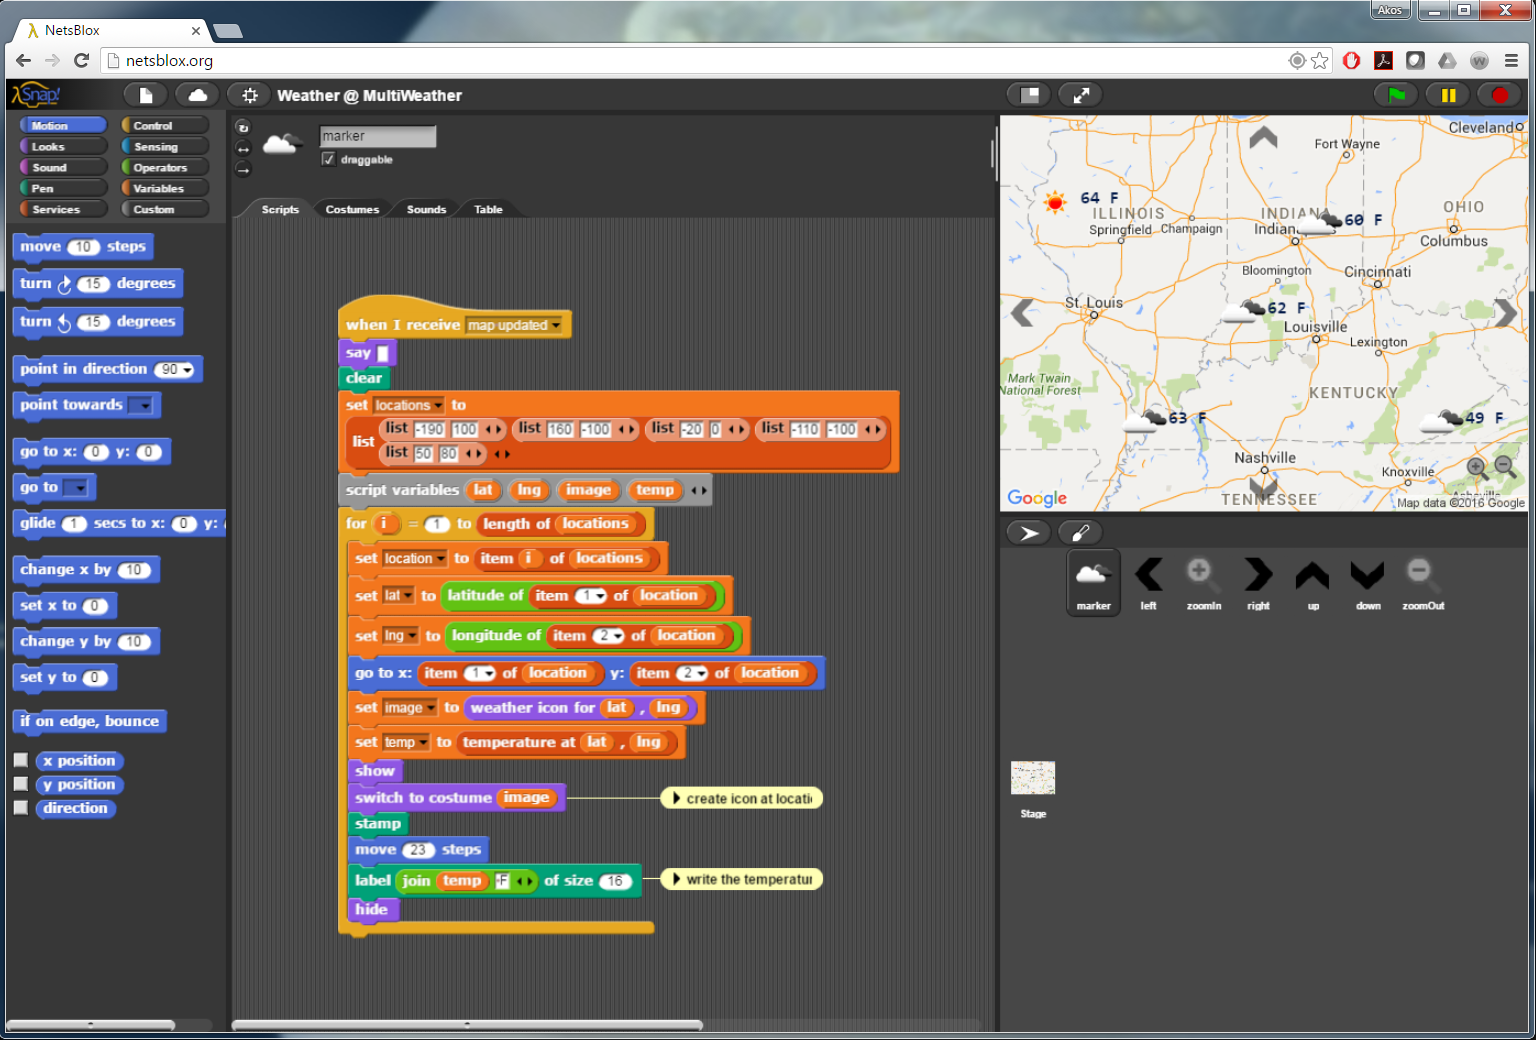 Akos
NetsBlox
netsblox.org
Snap!
Weather @ MultiWeather
Motion
Control
Looks
Sensing
Sound
Operators
Pen
Variables
Services
Custom
marker
draggable
Scripts
Costumes
Sounds
Table
move 10 steps
turn 15 degrees
turn 15 degrees
point in direction 90
point towards
go to x: 0 y: 0
go to
glide 1 secs to x: 0 y:
change x by 10
set x to 0
change y by 10
set y to 0
if on edge, bounce
x position
y position
direction
when I receive map updated
say
clear
set locations to
list list -190 100 list 160 -100 list -20 0 list -110 -100
list 50 80
script variables lat lng image temp
for i = 1 to length of locations
set location to item i of locations
set lat to latitude of item 1 of location
set lng to longitude of item 2 of location
go to x: item 1 of location y: item 2 of location
set image to weather icon for lat , lng
set temp to temperature at lat , lng
show
switch to costume image
create icon at locati
stamp
move 23 steps
label join temp F of size 16
write the temperatur
hide
Cleveland
Fort Wayne
64 F
ILLINOIS
INDIANA
60 F
OHIO
Springfield
Champaign
Indian
Columbus
Bloomington
Cincinnati
St. Louis
62 F
Louisville
Lexington
Mark Twain
National Forest
KENTUCKY
63 F
49 F
Nashville
Knoxville
TENNESSEE
Google
Map data ©2016 Google
marker
left
zoomIn
right
up
down
zoomOut
Stage